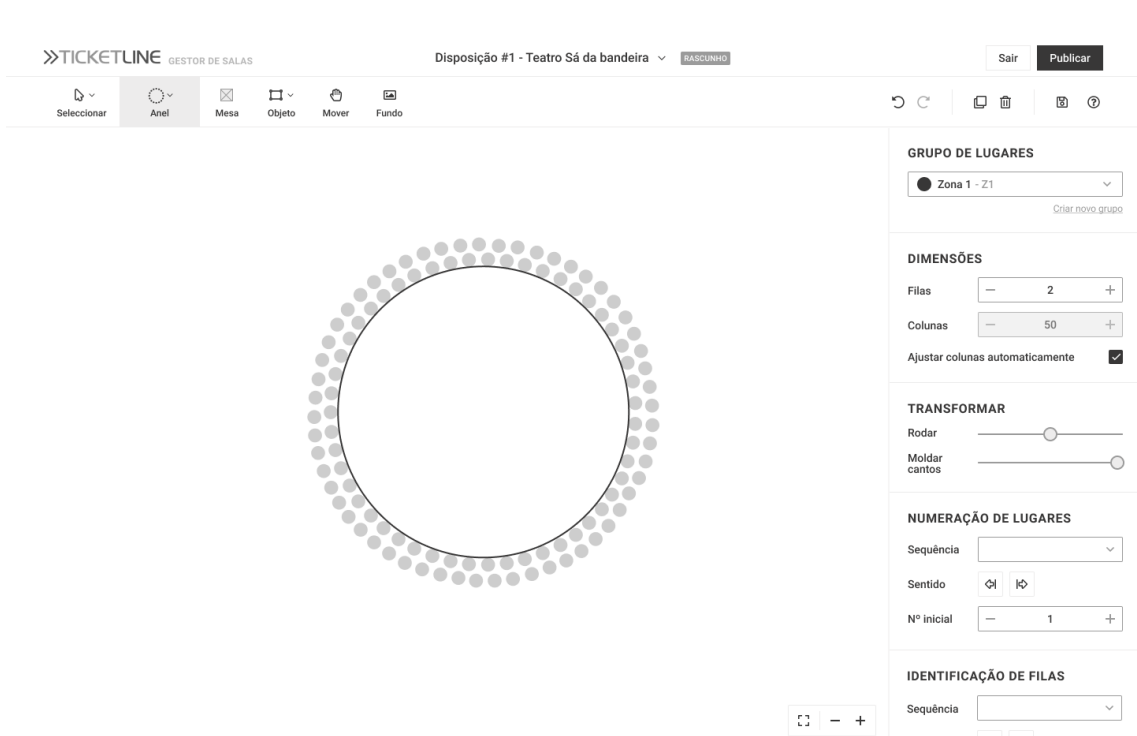 TICKETLINE GESTOR DE SALAS
Disposição #1 - Teatro Sá da bandeira
RASCUNHO
Sair
Publicar
Seleccionar
Anel
Mesa
Objeto
Mover
Fundo
GRUPO DE LUGARES
Zona 1 - Z1
Criar novo grupo
DIMENSÕES
Filas 2
Colunas 50
Ajustar colunas automaticamente
TRANSFORMAR
Rodar
Moldar
cantos
NUMERAÇÃO DE LUGARES
Sequência
Sentido
Nº inicial 1
IDENTIFICAÇÃO DE FILAS
Sequência